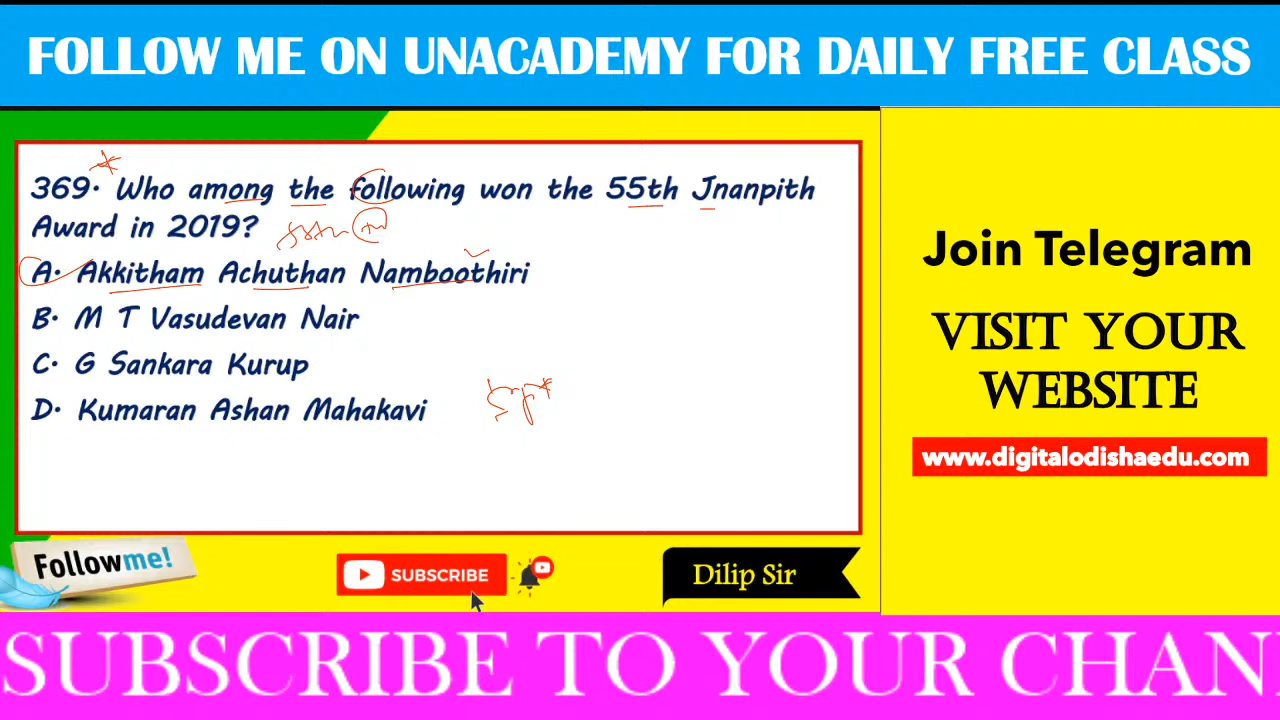 FOLLOW ME ON UNACADEMY FOR DAILY FREE CLASS
369. Who among the following won the 55th Jnanpith
Award in 2019?
A. Akkitham Achuthan Namboothiri
B. M T Vasudevan Nair
C. G Sankara Kurup
D. Kumaran Ashan Mahakavi
Join Telegram
VISIT YOUR
WEBSITE
www.digitalodishaedu.com
Followme!
SUBSCRIBE
Dilip Sir
SUBSCRIBE TO YOUR CHAN